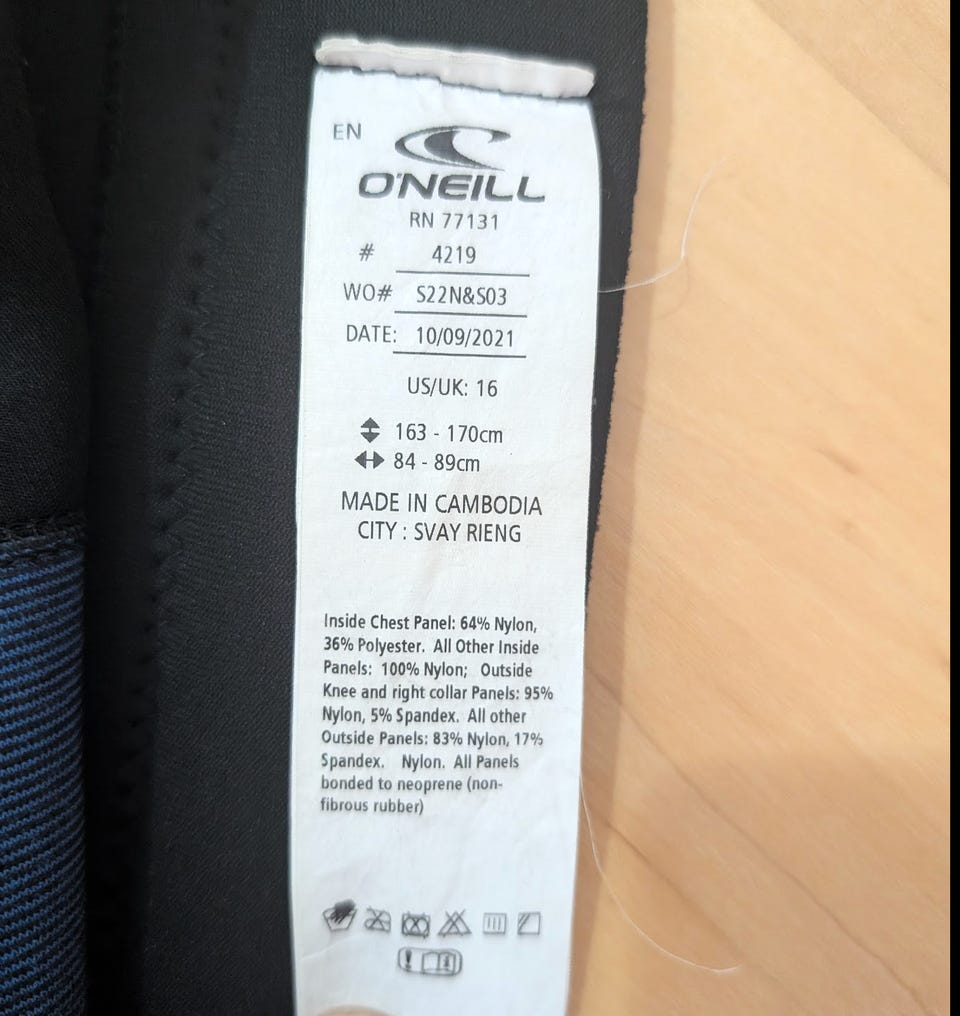 EN
O'NEILL
RN 77131
# 4219
WO# S22N&S03
DATE: 10/09/2021
US/UK: 16
163 - 170cm
84 - 89cm
MADE IN CAMBODIA
CITY : SVAY RIENG
Inside Chest Panel: 64% Nylon,
36% Polyester. All Other Inside
Panels: 100% Nylon; Outside
Knee and right collar Panels: 95%
Nylon, 5% Spandex. All other
Outside Panels: 83% Nylon, 17%
Spandex. Nylon. All Panels
bonded to neoprene (non-
fibrous rubber)